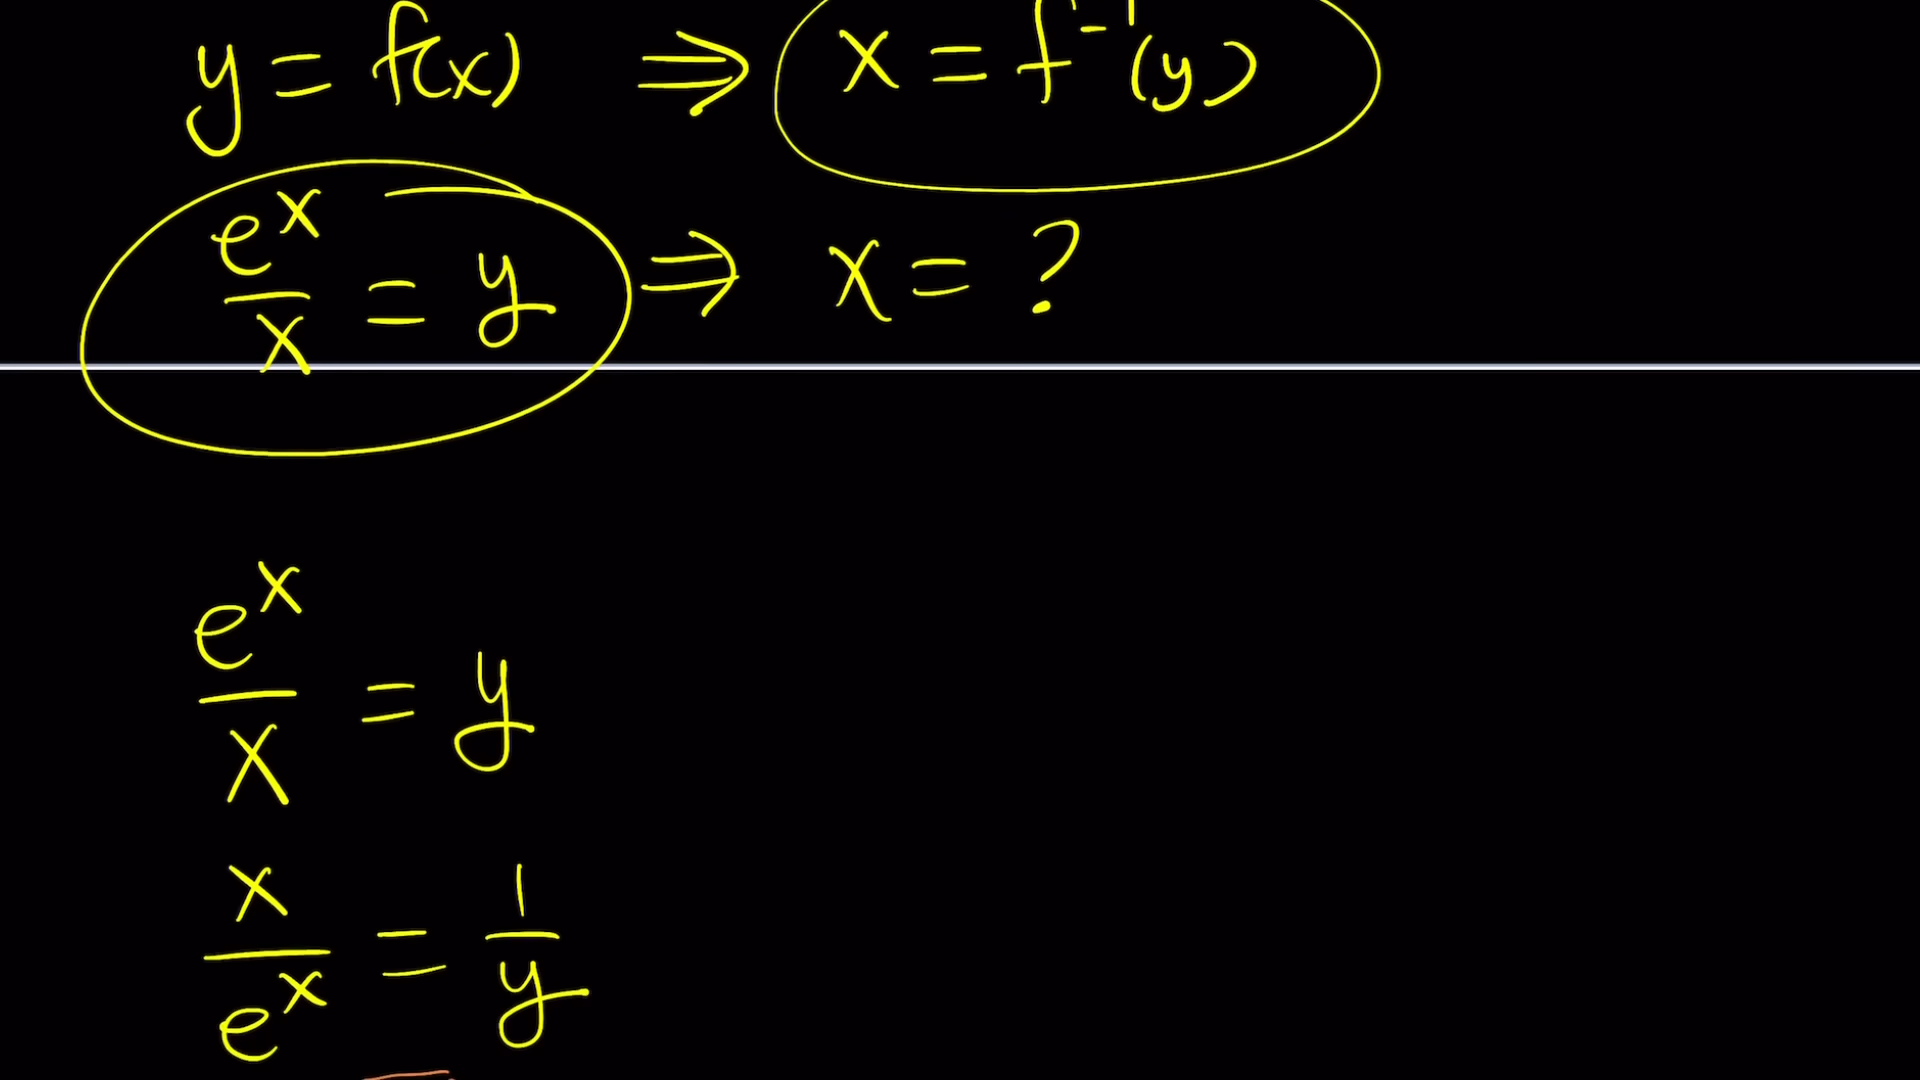 y = f(x) ⇒ x = f⁻¹(y)
eˣ/x = y ⇒ x = ?
eˣ/x = y
x/eˣ = 1/y